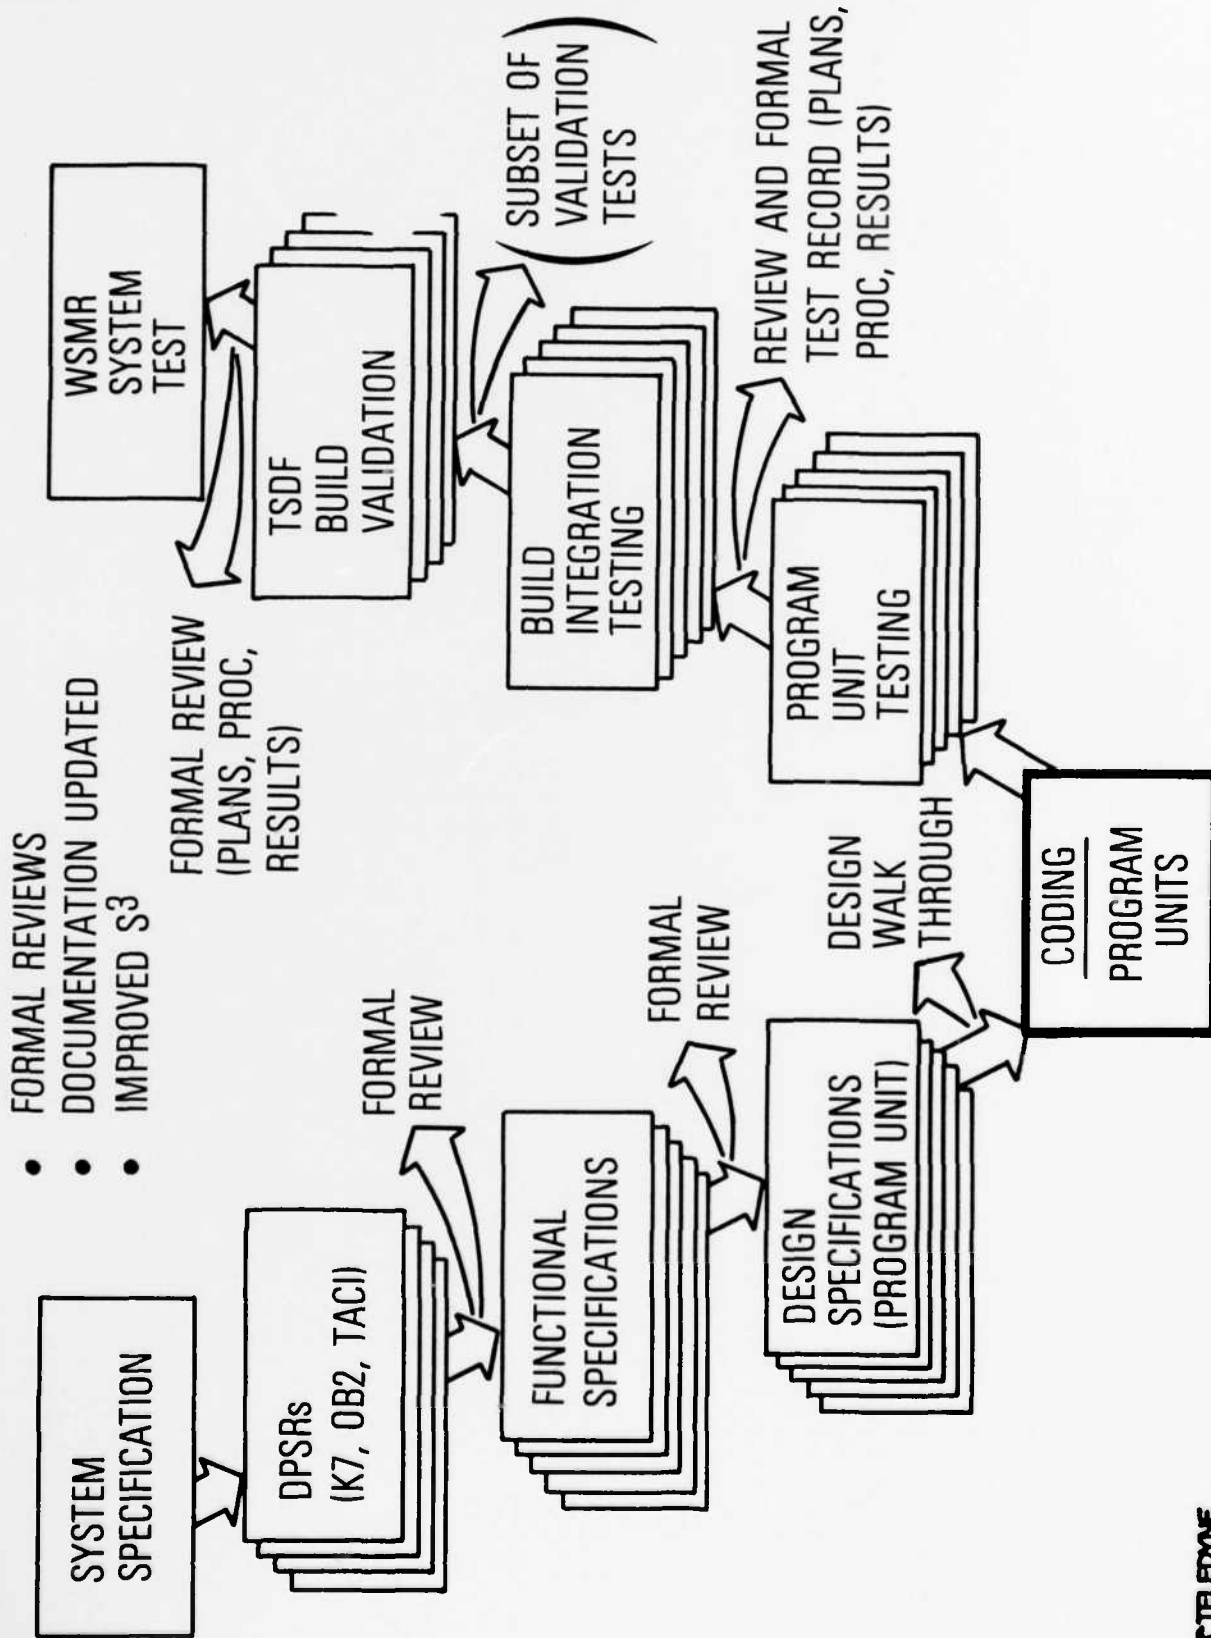 • FORMAL REVIEWS
• DOCUMENTATION UPDATED
• IMPROVED S³
SYSTEM
SPECIFICATION
DPSRs
(K7, OB2, TACI)
FORMAL
REVIEW
FUNCTIONAL
SPECIFICATIONS
FORMAL
REVIEW
DESIGN
SPECIFICATIONS
(PROGRAM UNIT)
DESIGN
WALK
THROUGH
CODING
PROGRAM
UNITS
PROGRAM
UNIT
TESTING
REVIEW AND FORMAL
TEST RECORD (PLANS,
PROC, RESULTS)
BUILD
INTEGRATION
TESTING
(SUBSET OF
VALIDATION
TESTS)
TSDF
BUILD
VALIDATION
FORMAL REVIEW
(PLANS, PROC,
RESULTS)
WSMR
SYSTEM
TEST
TELEDYNE